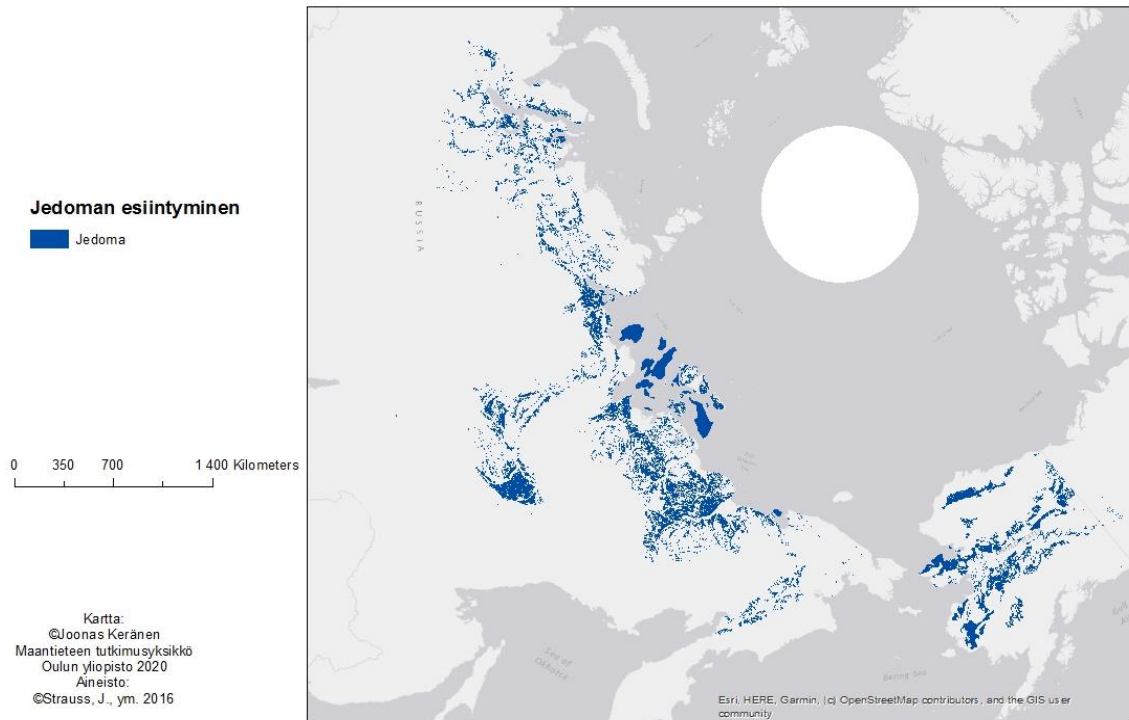 Jedoman esiintyminen
Jedoma
0 350 700 1 400 Kilometers
Kartta:
©Joonas Keränen
Maantieteen tutkimusyksikkö
Oulun yliopisto 2020
Aineisto:
©Strauss, J., ym. 2016
RUSSIA
Sea of
Okhotsk
Bering Sea
Esri, HERE, Garmin, (c) OpenStreetMap contributors, and the GIS user
community